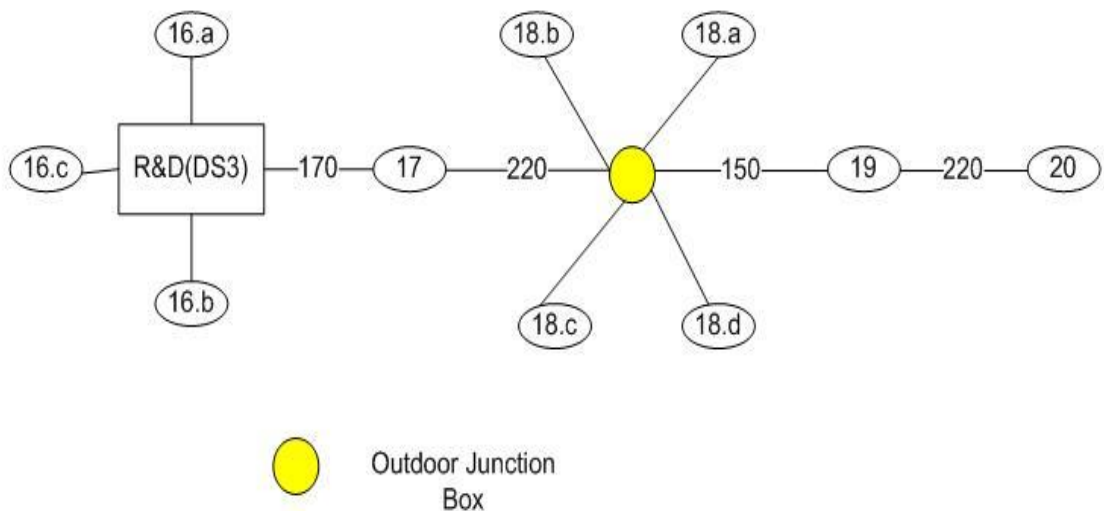 16.a
18.b
18.a
16.c
R&D(DS3)
170
17
220
150
19
220
20
16.b
18.c
18.d
Outdoor Junction
Box